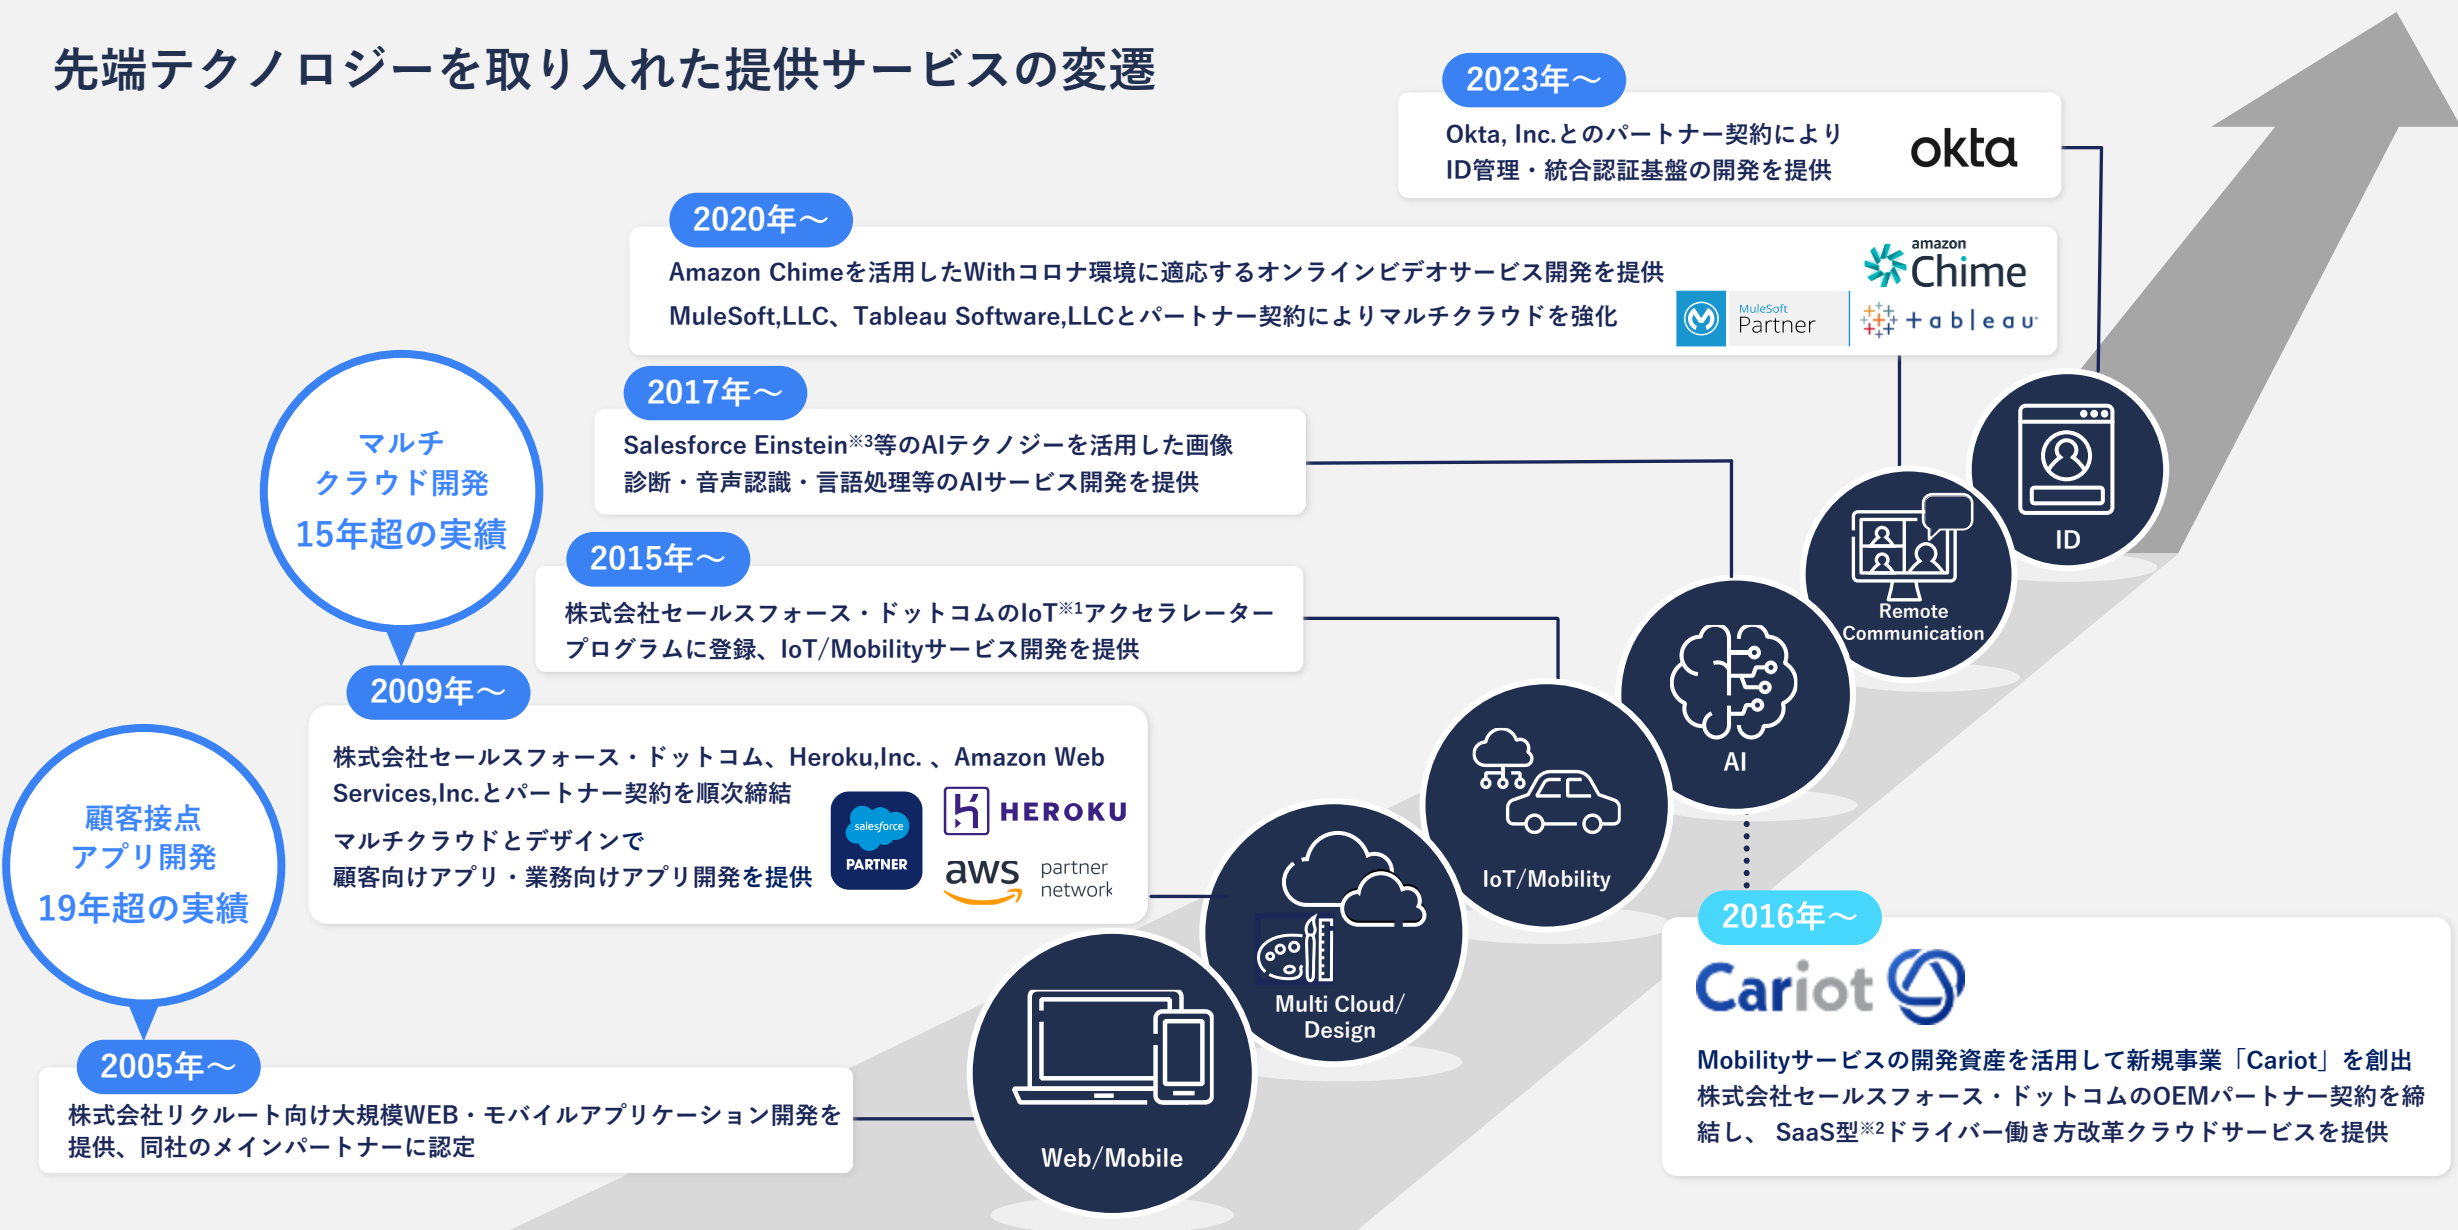 先端テクノロジーを取り入れた提供サービスの変遷
2023年～
Okta, Inc.とのパートナー契約により
ID管理・統合認証基盤の開発を提供
okta
2020年～
Amazon Chimeを活用したWithコロナ環境に適応するオンラインビデオサービス開発を提供
MuleSoft,LLC、Tableau Software,LLCとパートナー契約によりマルチクラウドを強化
amazon
Chime
MuleSoft
Partner
tableau
2017年～
Salesforce Einstein※3等のAIテクノジーを活用した画像
診断・音声認識・言語処理等のAIサービス開発を提供
マルチ
クラウド開発
15年超の実績
2015年～
株式会社セールスフォース・ドットコムのIoT※1アクセラレーター
プログラムに登録、IoT/Mobilityサービス開発を提供
2009年～
株式会社セールスフォース・ドットコム、Heroku,Inc. 、Amazon Web
Services,Inc.とパートナー契約を順次締結
マルチクラウドとデザインで
顧客向けアプリ・業務向けアプリ開発を提供
salesforce
PARTNER
HEROKU
aws
partner
network
顧客接点
アプリ開発
19年超の実績
2005年～
株式会社リクルート向け大規模WEB・モバイルアプリケーション開発を
提供、同社のメインパートナーに認定
Web/Mobile
Multi Cloud/
Design
IoT/Mobility
AI
Remote
Communication
ID
2016年～
Cariot
Mobilityサービスの開発資産を活用して新規事業「Cariot」を創出
株式会社セールスフォース・ドットコムのOEMパートナー契約を締
結し、 SaaS型※2ドライバー働き方改革クラウドサービスを提供